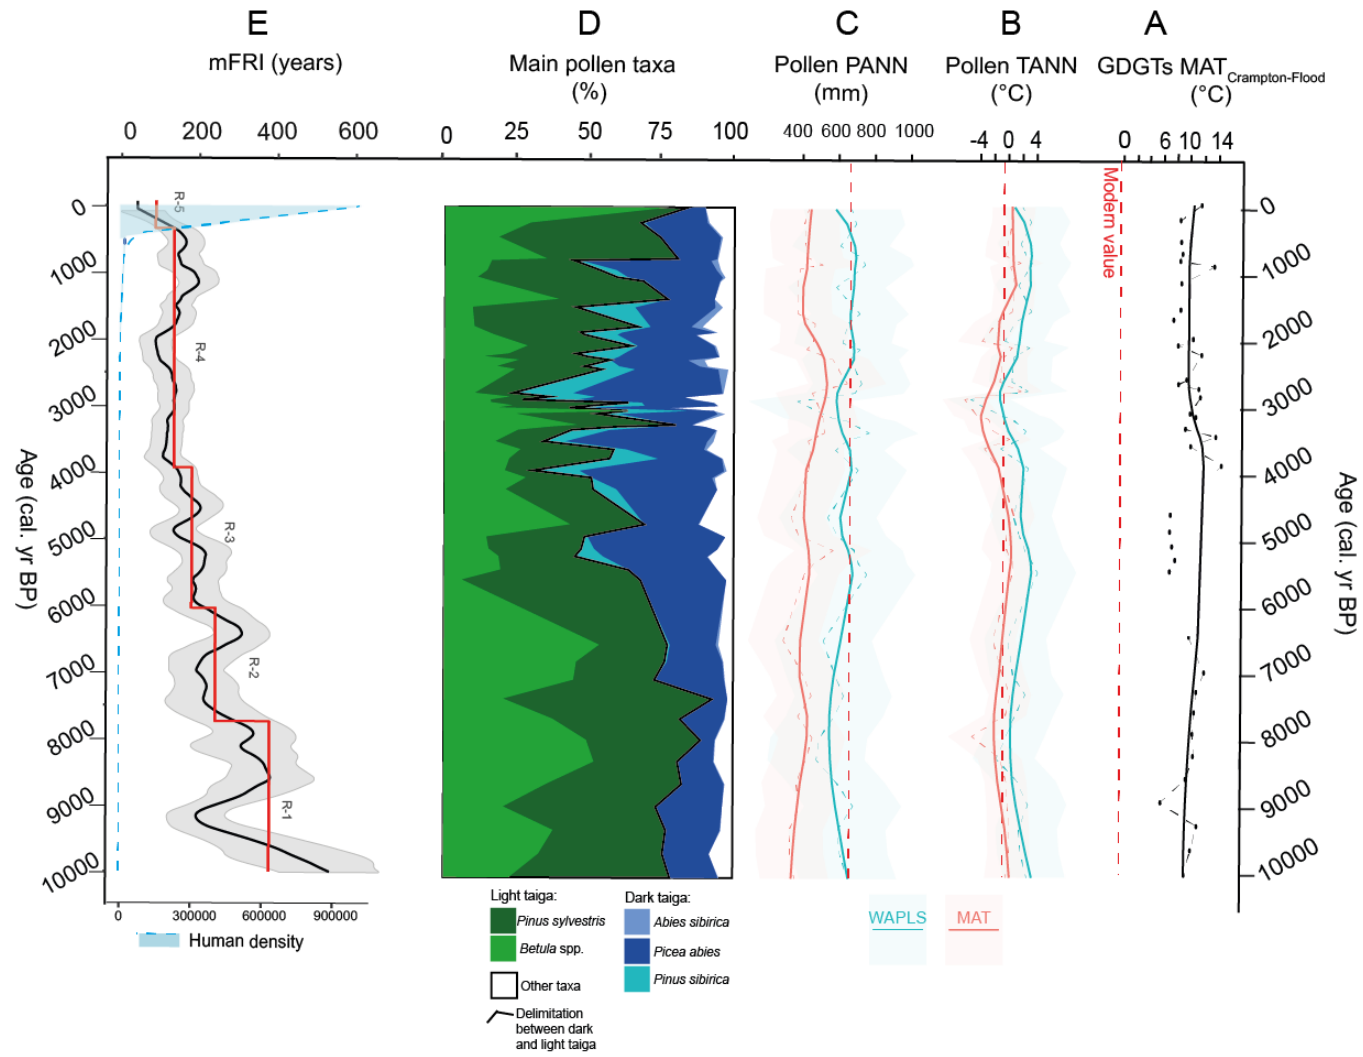 E
D
C
B
A
mFRI (years)
Main pollen taxa
(%)
Pollen PANN
(mm)
Pollen TANN
(°C)
GDGTs MAT Crampton-Flood
(°C)
0 200 400 600
0 25 50 75 100
400 600 800 1000
-4 0 4
0 6 10 14
Modern value
Age (cal. yr BP)
0
1000
2000
3000
4000
5000
6000
7000
8000
9000
10000
R-5
R-4
R-3
R-2
R-1
0
1000
2000
3000
4000
5000
6000
7000
8000
9000
10000
Age (cal. yr BP)
0 300000 600000 900000
Human density
Light taiga:
Pinus sylvestris
Betula spp.
Other taxa
Delimitation
between dark
and light taiga
Dark taiga:
Abies sibirica
Picea abies
Pinus sibirica
WAPLS
MAT